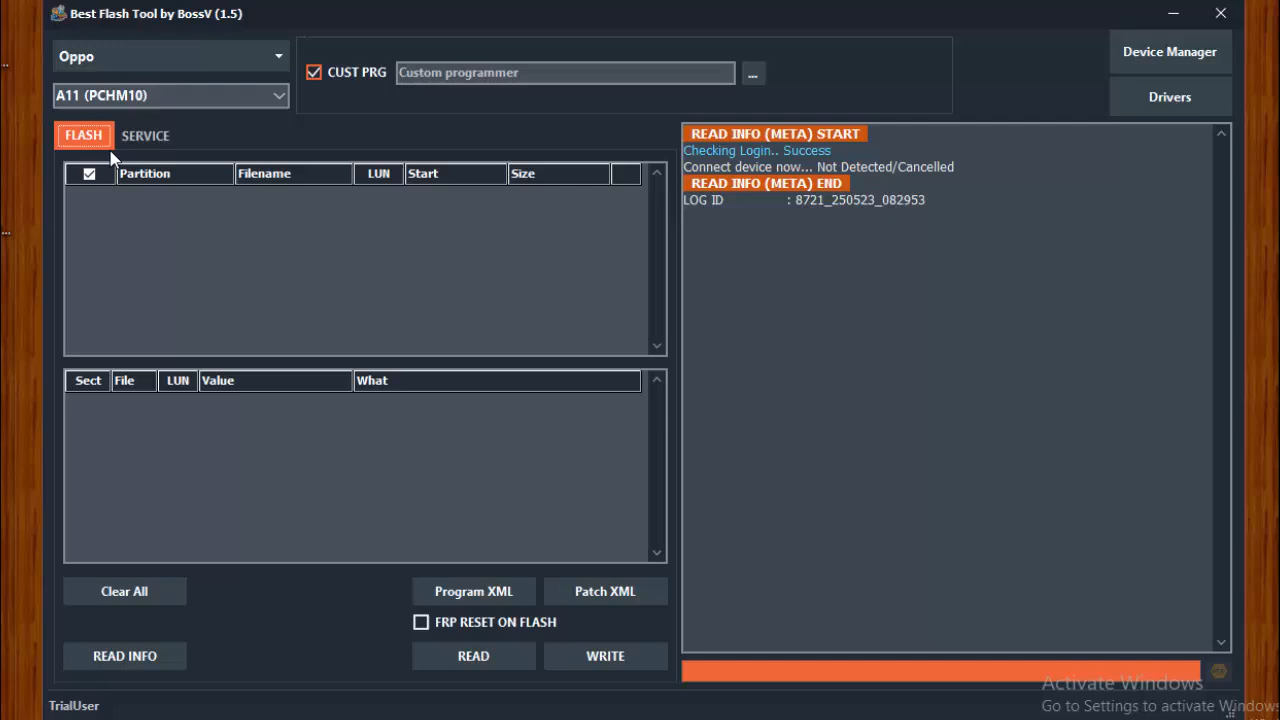 Best Flash Tool by BossV (1.5)
Oppo
A11 (PCHM10)
CUST PRG
Custom programmer
...
Device Manager
Drivers
FLASH
SERVICE
Partition
Filename
LUN
Start
Size
Sect
File
LUN
Value
What
Clear All
Program XML
Patch XML
FRP RESET ON FLASH
READ INFO
READ
WRITE
READ INFO (META) START
Checking Login.. Success
Connect device now... Not Detected/Cancelled
READ INFO (META) END
LOG ID : 8721_250523_082953
Activate Windows
Go to Settings to activate Windows
TrialUser